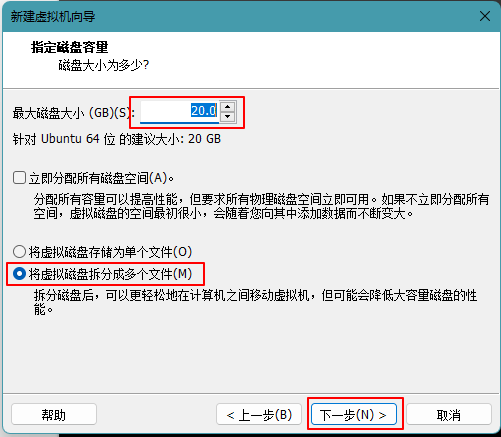 新建虚拟机向导
指定磁盘容量
磁盘大小为多少?
最大磁盘大小 (GB)(S): 20.0
针对 Ubuntu 64 位 的建议大小: 20 GB
立即分配所有磁盘空间(A)。
分配所有容量可以提高性能，但要求所有物理磁盘空间立即可用。如果不立即分配所有
空间，虚拟磁盘的空间最初很小，会随着您向其中添加数据而不断变大。
将虚拟磁盘存储为单个文件(O)
将虚拟磁盘拆分成多个文件(M)
拆分磁盘后，可以更轻松地在计算机之间移动虚拟机，但可能会降低大容量磁盘的性
能。
帮助 < 上一步(B) 下一步(N) > 取消